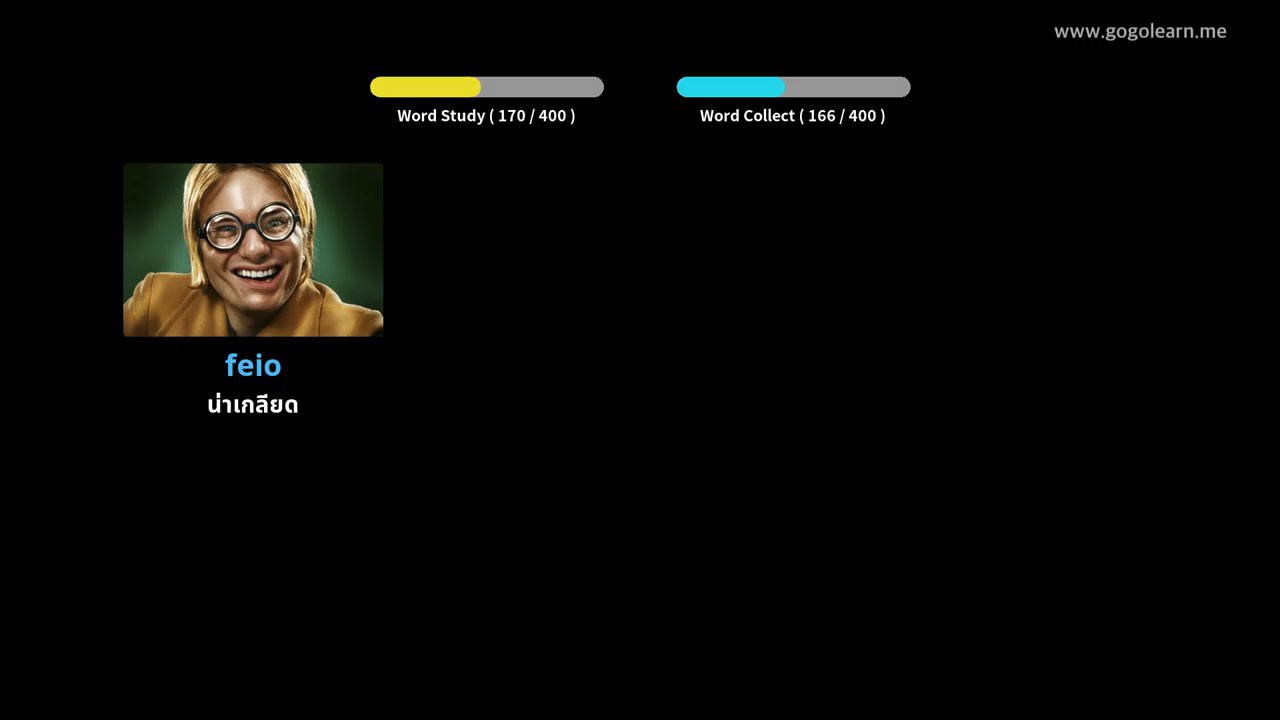 www.gogolearn.me
Word Study ( 170 / 400 )
Word Collect ( 166 / 400 )
feio
น่าเกลียด